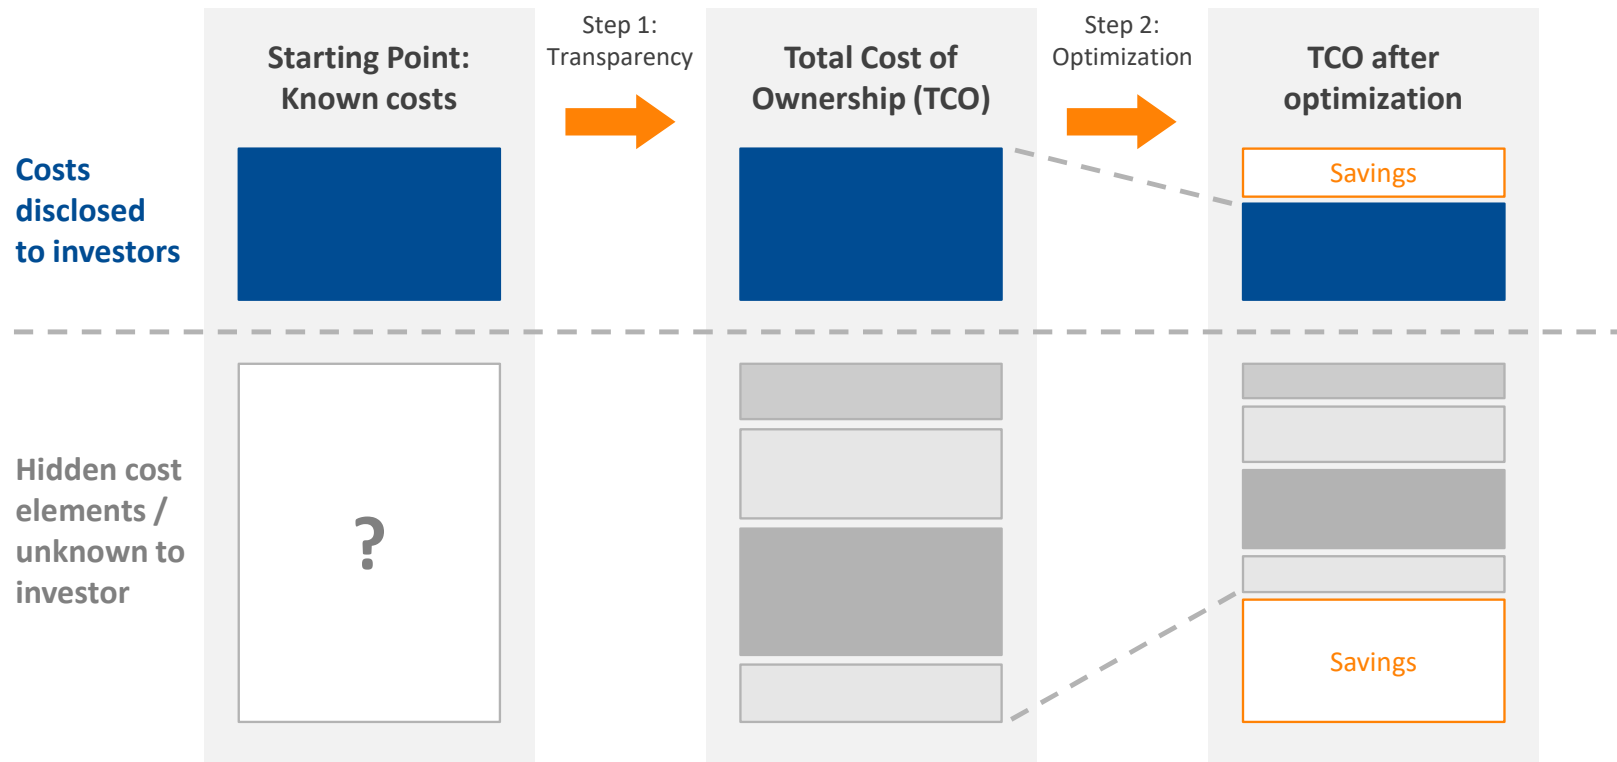 Starting Point:
Known costs
Step 1:
Transparency
Total Cost of
Ownership (TCO)
Step 2:
Optimization
TCO after
optimization
Costs
disclosed
to investors
Savings
Hidden cost
elements /
unknown to
investor
?
Savings